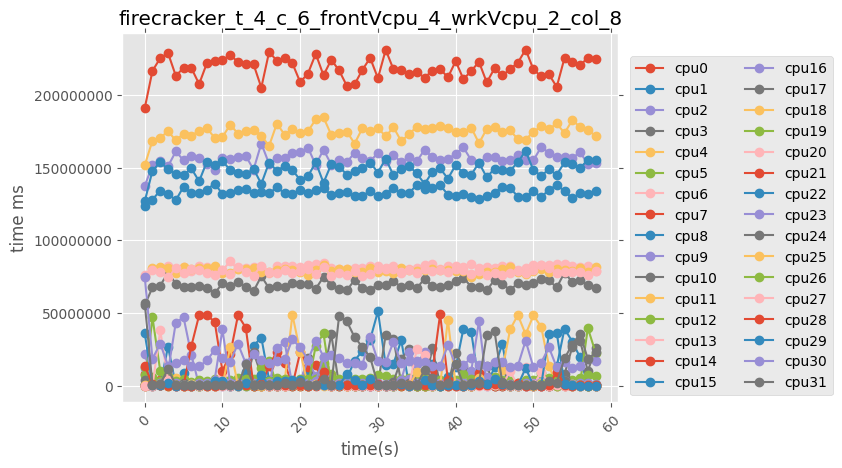 firecracker_t_4_c_6_frontVcpu_4_wrkVcpu_2_col_8
time ms
200000000
150000000
100000000
50000000
0
0
10
20
30
40
50
60
time(s)
cpu0
cpu1
cpu2
cpu3
cpu4
cpu5
cpu6
cpu7
cpu8
cpu9
cpu10
cpu11
cpu12
cpu13
cpu14
cpu15
cpu16
cpu17
cpu18
cpu19
cpu20
cpu21
cpu22
cpu23
cpu24
cpu25
cpu26
cpu27
cpu28
cpu29
cpu30
cpu31